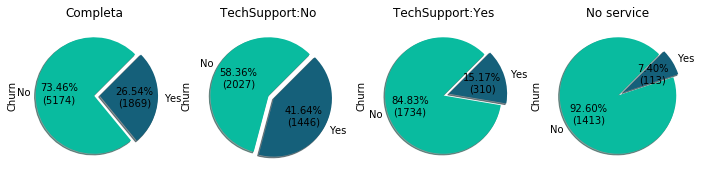 Completa
Churn
No
73.46%
(5174)
26.54%
(1869)
Yes
TechSupport:No
Churn
No
58.36%
(2027)
41.64%
(1446)
Yes
TechSupport:Yes
Churn
No
84.83%
(1734)
15.17%
(310)
Yes
No service
Churn
No
92.60%
(1413)
7.40%
(113)
Yes